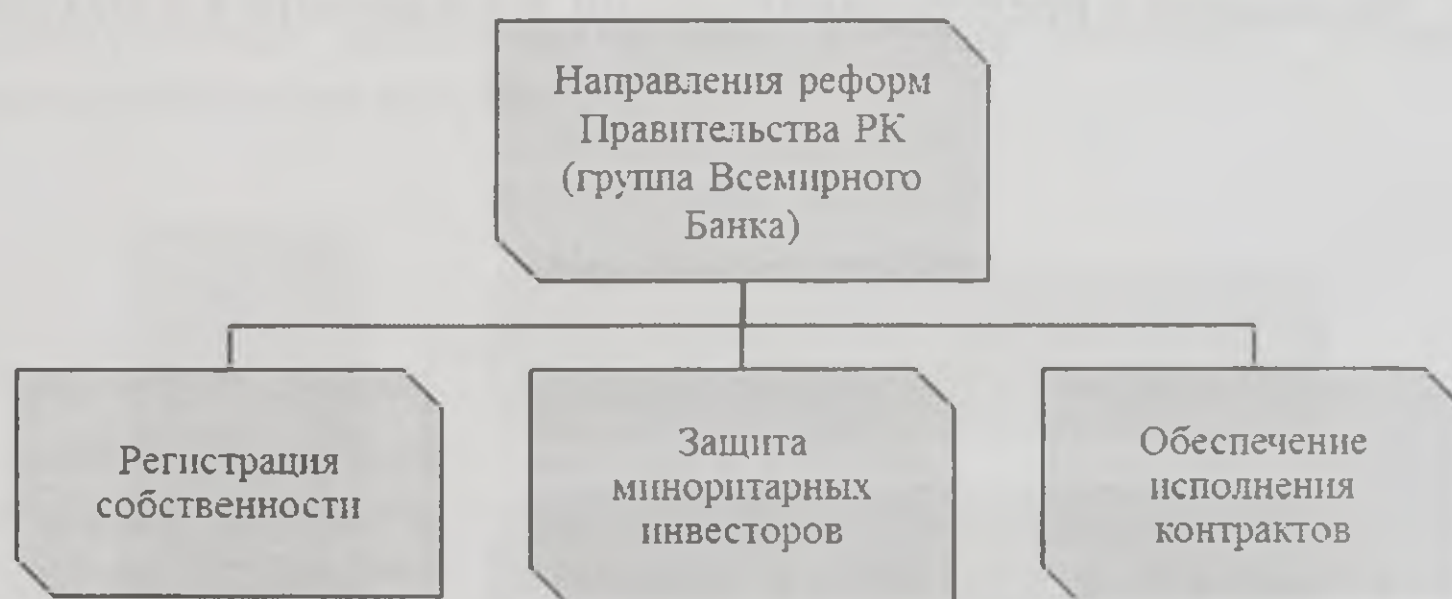 Направления реформ
Правительства РК
(группа Всемирного
Банка)
Регистрация
собственности
Защита
миноритарных
инвесторов
Обеспечение
исполнения
контрактов